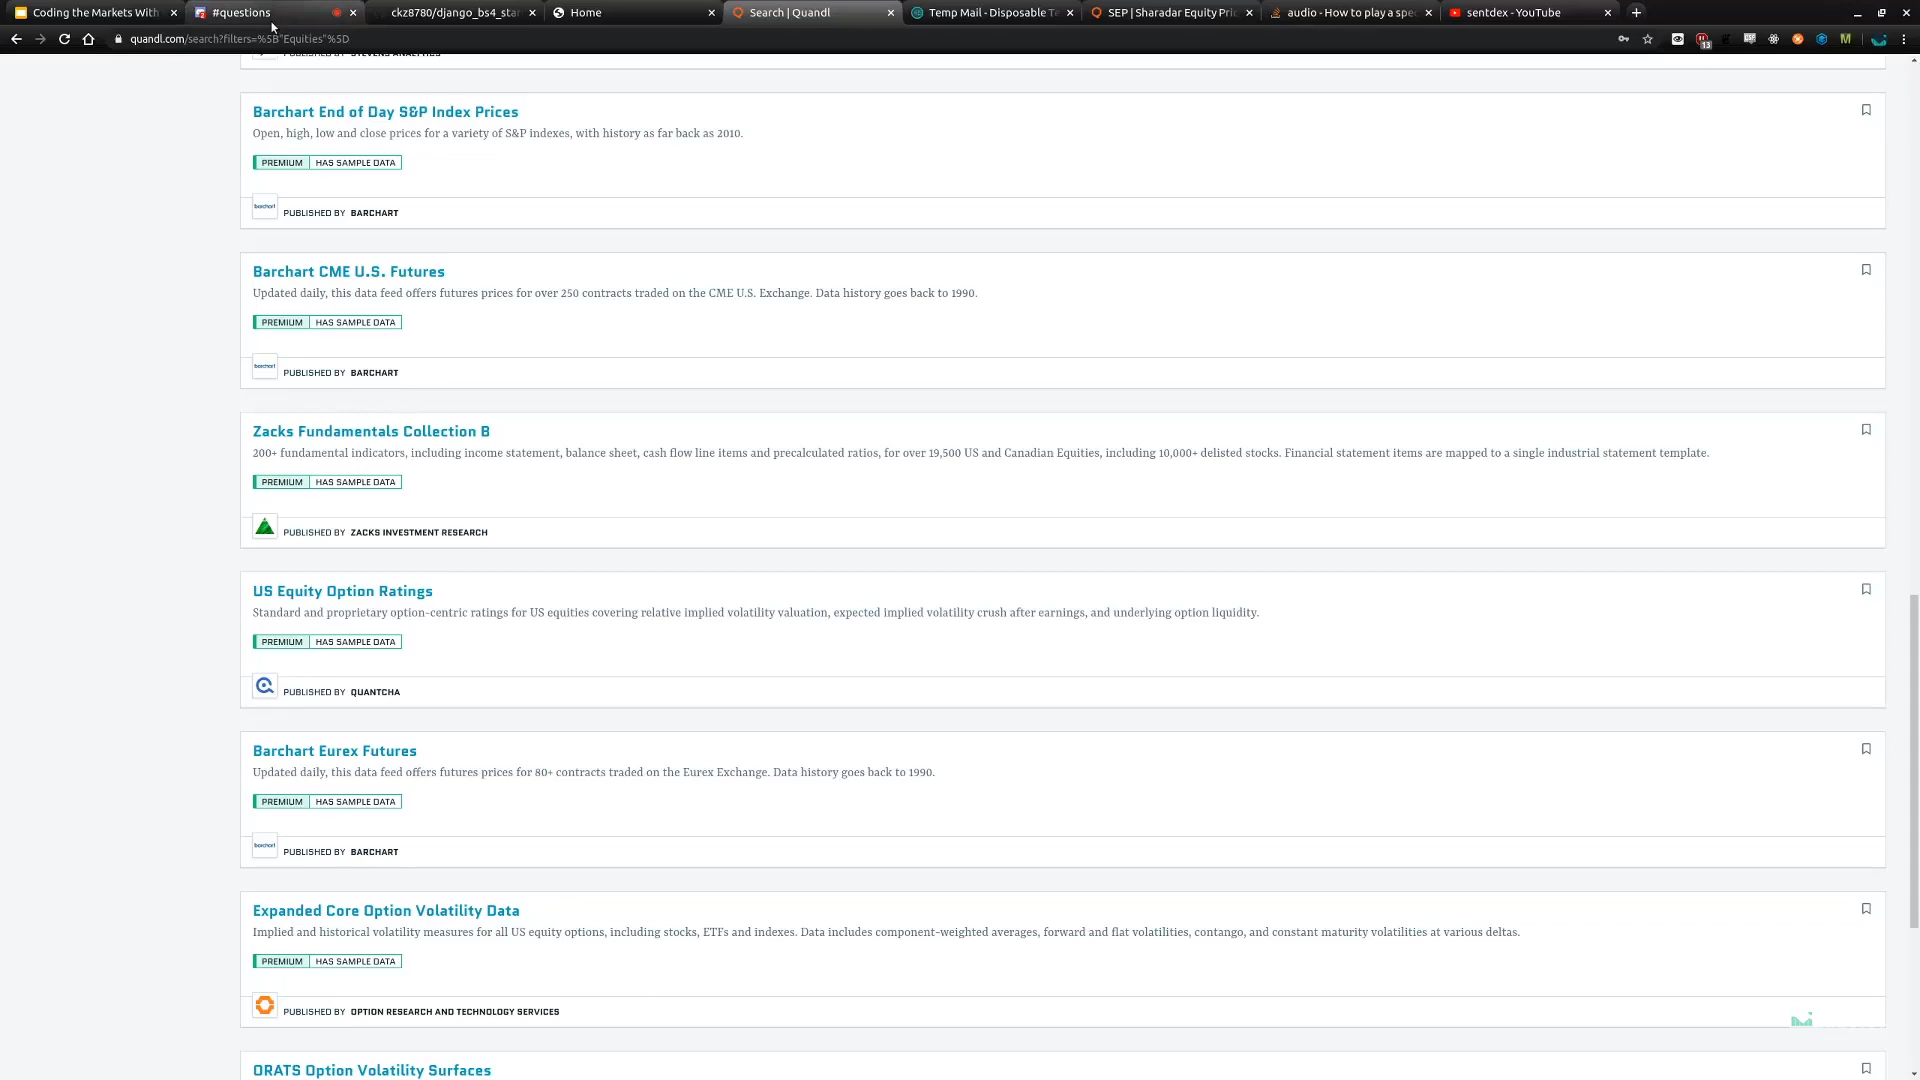 Coding the Markets With
#questions
ckz8780/django_bs4_sta
Home
Search | Quandl
Temp Mail - Disposable Te
SEP | Sharadar Equity Pri
audio - How to play a spec
sentdex - YouTube
quandl.com/search?filters=%5B"Equities"%5D
13
PUBLISHED BY STEVENS ANALYTICS
Barchart End of Day S&P Index Prices
Open, high, low and close prices for a variety of S&P indexes, with history as far back as 2010.
PREMIUM HAS SAMPLE DATA
barchart PUBLISHED BY BARCHART
Barchart CME U.S. Futures
Updated daily, this data feed offers futures prices for over 250 contracts traded on the CME U.S. Exchange. Data history goes back to 1990.
PREMIUM HAS SAMPLE DATA
barchart PUBLISHED BY BARCHART
Zacks Fundamentals Collection B
200+ fundamental indicators, including income statement, balance sheet, cash flow line items and precalculated ratios, for over 19,500 US and Canadian Equities, including 10,000+ delisted stocks. Financial statement items are mapped to a single industrial statement template.
PREMIUM HAS SAMPLE DATA
PUBLISHED BY ZACKS INVESTMENT RESEARCH
US Equity Option Ratings
Standard and proprietary option-centric ratings for US equities covering relative implied volatility valuation, expected implied volatility crush after earnings, and underlying option liquidity.
PREMIUM HAS SAMPLE DATA
PUBLISHED BY QUANTCHA
Barchart Eurex Futures
Updated daily, this data feed offers futures prices for 80+ contracts traded on the Eurex Exchange. Data history goes back to 1990.
PREMIUM HAS SAMPLE DATA
barchart PUBLISHED BY BARCHART
Expanded Core Option Volatility Data
Implied and historical volatility measures for all US equity options, including stocks, ETFs and indexes. Data includes component-weighted averages, forward and flat volatilities, contango, and constant maturity volatilities at various deltas.
PREMIUM HAS SAMPLE DATA
PUBLISHED BY OPTION RESEARCH AND TECHNOLOGY SERVICES
ORATS Option Volatility Surfaces